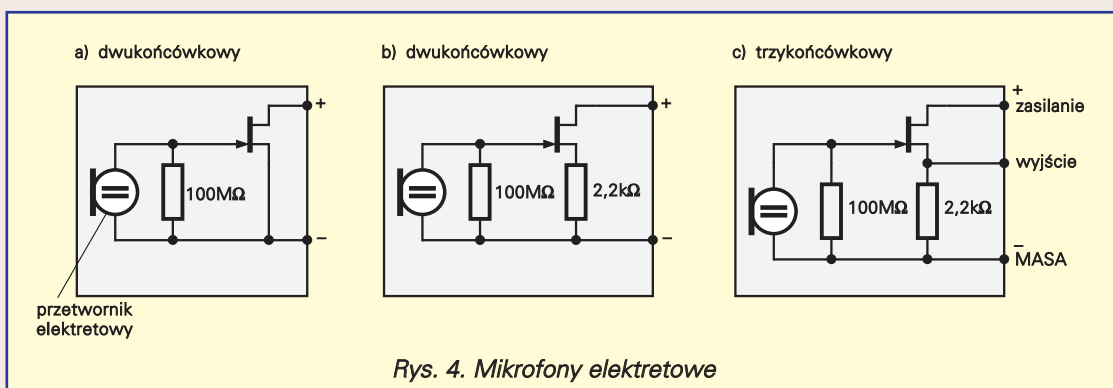 a) dwukońcówkowy
b) dwukońcówkowy
c) trzykońcówkowy
+
100MΩ
−
przetwornik
elektretowy
+
100MΩ
2,2kΩ
−
+
zasilanie
wyjście
100MΩ
2,2kΩ
−
MASA
Rys. 4. Mikrofony elektretowe